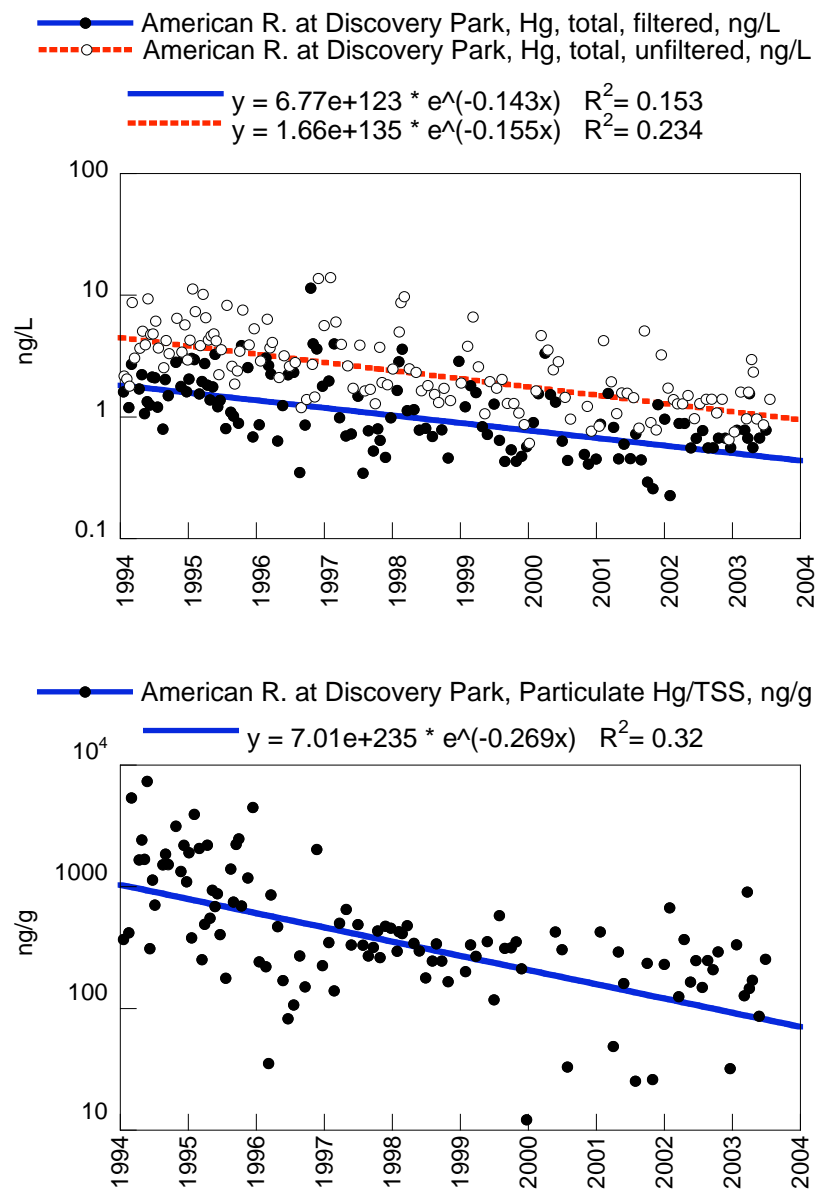 American R. at Discovery Park, Hg, total, filtered, ng/L
American R. at Discovery Park, Hg, total, unfiltered, ng/L
y = 6.77e+123 * e^(-0.143x) R²= 0.153
y = 1.66e+135 * e^(-0.155x) R²= 0.234
100
10
1
0.1
ng/L
1994 1995 1996 1997 1998 1999 2000 2001 2002 2003 2004
American R. at Discovery Park, Particulate Hg/TSS, ng/g
y = 7.01e+235 * e^(-0.269x) R²= 0.32
10⁴
1000
100
10
ng/g
1994 1995 1996 1997 1998 1999 2000 2001 2002 2003 2004